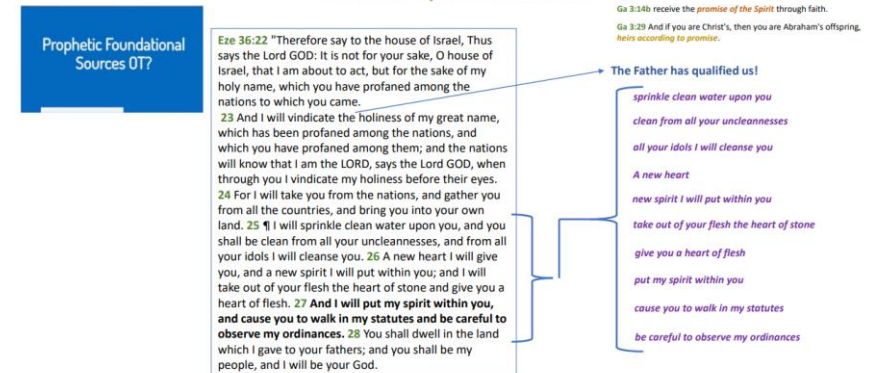 Prophetic Foundational
Sources OT?
Eze 36:22 "Therefore say to the house of Israel, Thus
says the Lord GOD: It is not for your sake, O house of
Israel, that I am about to act, but for the sake of my
holy name, which you have profaned among the
nations to which you came.
23 And I will vindicate the holiness of my great name,
which has been profaned among the nations, and
which you have profaned among them; and the nations
will know that I am the LORD, says the Lord GOD, when
through you I vindicate my holiness before their eyes.
24 For I will take you from the nations, and gather you
from all the countries, and bring you into your own
land. 25 ¶ I will sprinkle clean water upon you, and you
shall be clean from all your uncleannesses, and from all
your idols I will cleanse you. 26 A new heart I will give
you, and a new spirit I will put within you; and I will
take out of your flesh the heart of stone and give you a
heart of flesh. 27 And I will put my spirit within you,
and cause you to walk in my statutes and be careful to
observe my ordinances. 28 You shall dwell in the land
which I gave to your fathers; and you shall be my
people, and I will be your God.
Ga 3:14b receive the promise of the Spirit through faith.
Ga 3:29 And if you are Christ's, then you are Abraham's offspring,
heirs according to promise.
The Father has qualified us!
sprinkle clean water upon you
clean from all your uncleannesses
all your idols I will cleanse you
A new heart
new spirit I will put within you
take out of your flesh the heart of stone
give you a heart of flesh
put my spirit within you
cause you to walk in my statutes
be careful to observe my ordinances